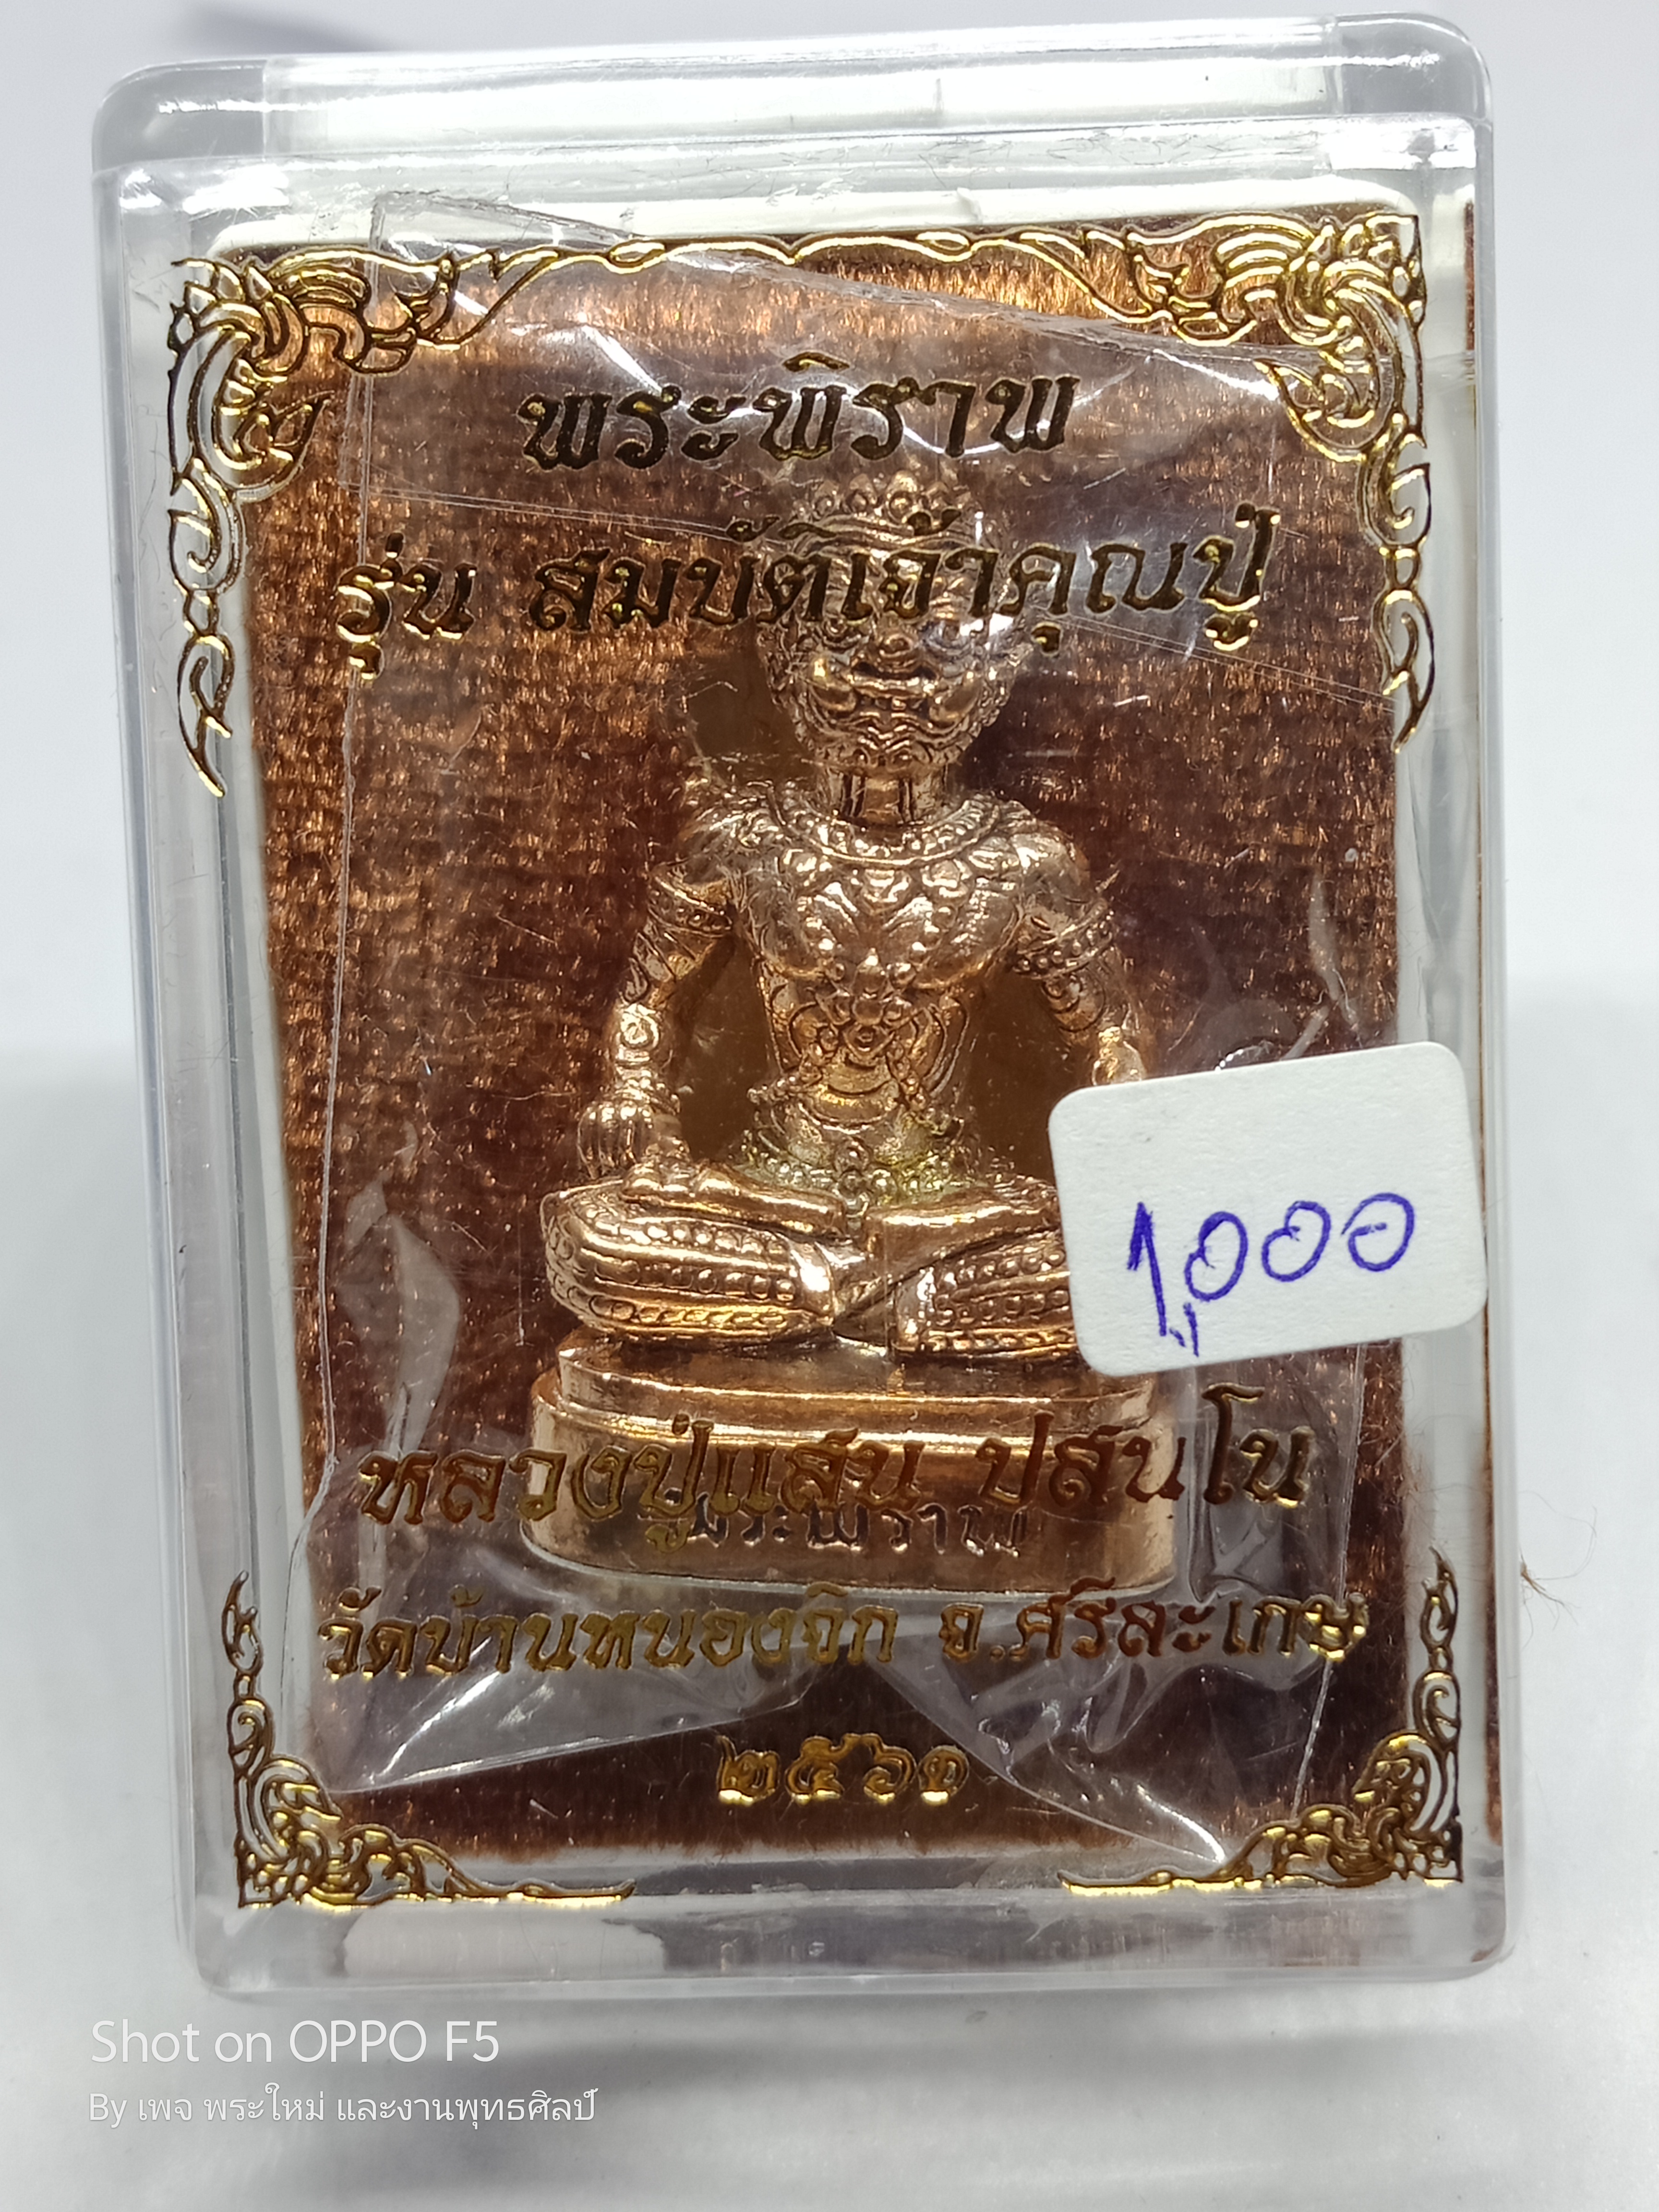 พระพิราพ
รุ่น สมบัติเจ้าคุณปู่
1,000
หลวงปู่แสน ปสนฺโน
พระพิราพ
วัดบ้านหนองจิก จ.ศรีสะเกษ
๒๕๖๑
Shot on OPPO F5
By เพจ พระใหม่ และงานพุทธศิลป์